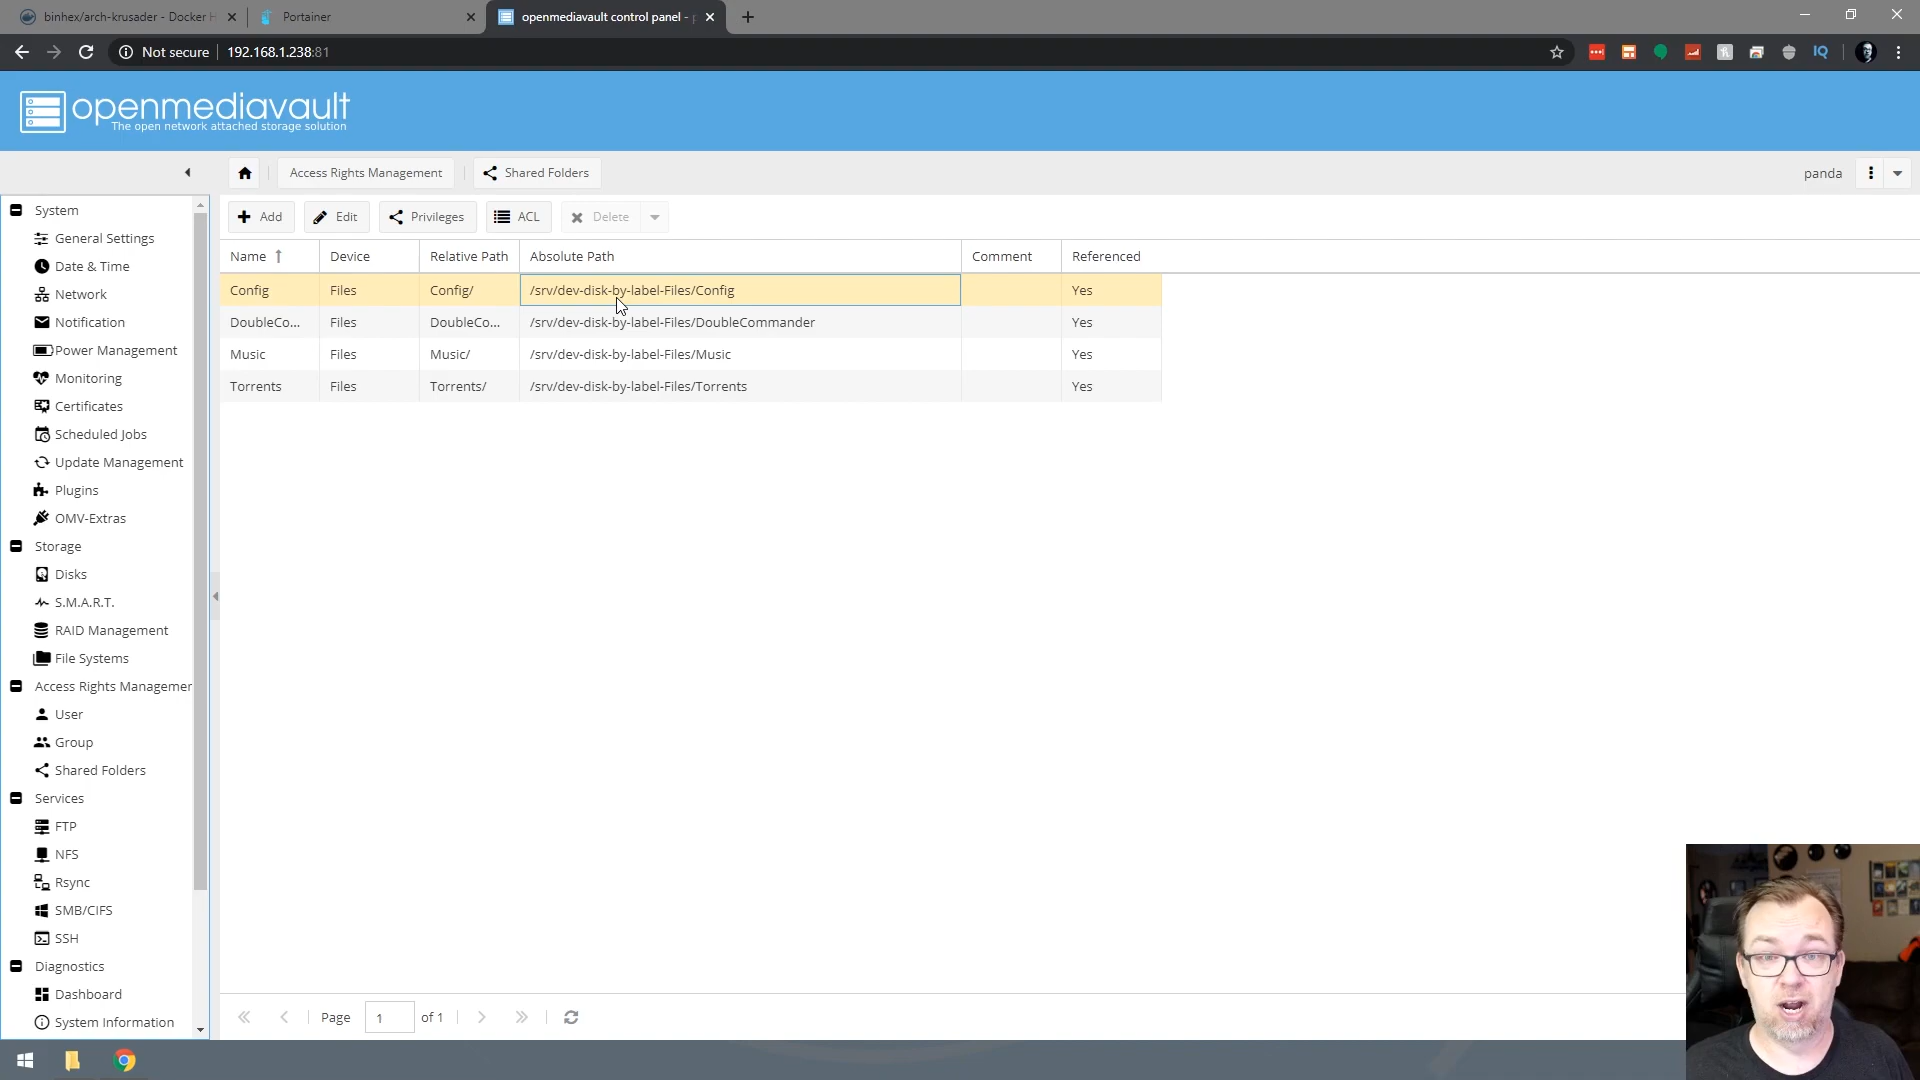 binhex/arch-krusader - Docker H
Portainer
openmediavault control panel - p
Not secure
192.168.1.238:81
IQ
openmediavault
The open network attached storage solution
Access Rights Management
Shared Folders
panda
System
General Settings
Date & Time
Network
Notification
Power Management
Monitoring
Certificates
Scheduled Jobs
Update Management
Plugins
OMV-Extras
Storage
Disks
S.M.A.R.T.
RAID Management
File Systems
Access Rights Managemer
User
Group
Shared Folders
Services
FTP
NFS
Rsync
SMB/CIFS
SSH
Diagnostics
Dashboard
System Information
Add
Edit
Privileges
ACL
Delete
Name Device Relative Path Absolute Path Comment Referenced
Config Files Config/ /srv/dev-disk-by-label-Files/Config Yes
DoubleCo... Files DoubleCo... /srv/dev-disk-by-label-Files/DoubleCommander Yes
Music Files Music/ /srv/dev-disk-by-label-Files/Music Yes
Torrents Files Torrents/ /srv/dev-disk-by-label-Files/Torrents Yes
Page 1 of 1